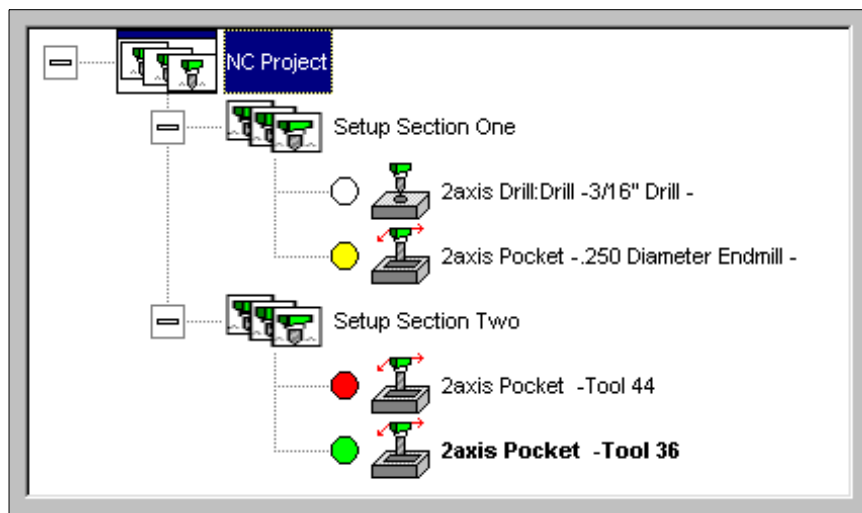 NC Project
Setup Section One
2axis Drill:Drill -3/16" Drill -
2axis Pocket -.250 Diameter Endmill -
Setup Section Two
2axis Pocket  -Tool 44
2axis Pocket  -Tool 36